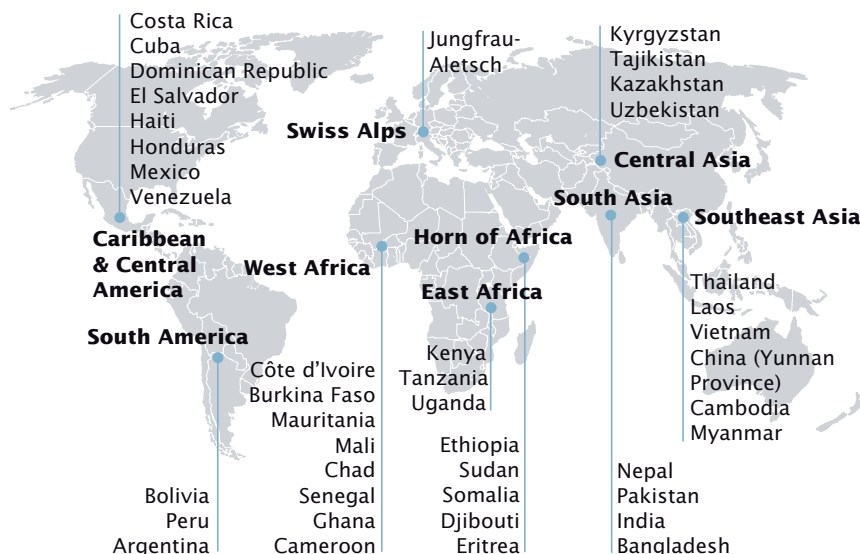 Costa Rica
Cuba
Dominican Republic
El Salvador
Haiti
Honduras
Mexico
Venezuela
Caribbean
& Central
America
Jungfrau-
Aletsch
Swiss Alps
Kyrgyzstan
Tajikistan
Kazakhstan
Uzbekistan
Central Asia
South Asia
Southeast Asia
Horn of Africa
West Africa
East Africa
South America
Thailand
Laos
Vietnam
China (Yunnan
Province)
Cambodia
Myanmar
Kenya
Tanzania
Uganda
Côte d’Ivoire
Burkina Faso
Mauritania
Mali
Chad
Senegal
Ghana
Cameroon
Bolivia
Peru
Argentina
Ethiopia
Sudan
Somalia
Djibouti
Eritrea
Nepal
Pakistan
India
Bangladesh